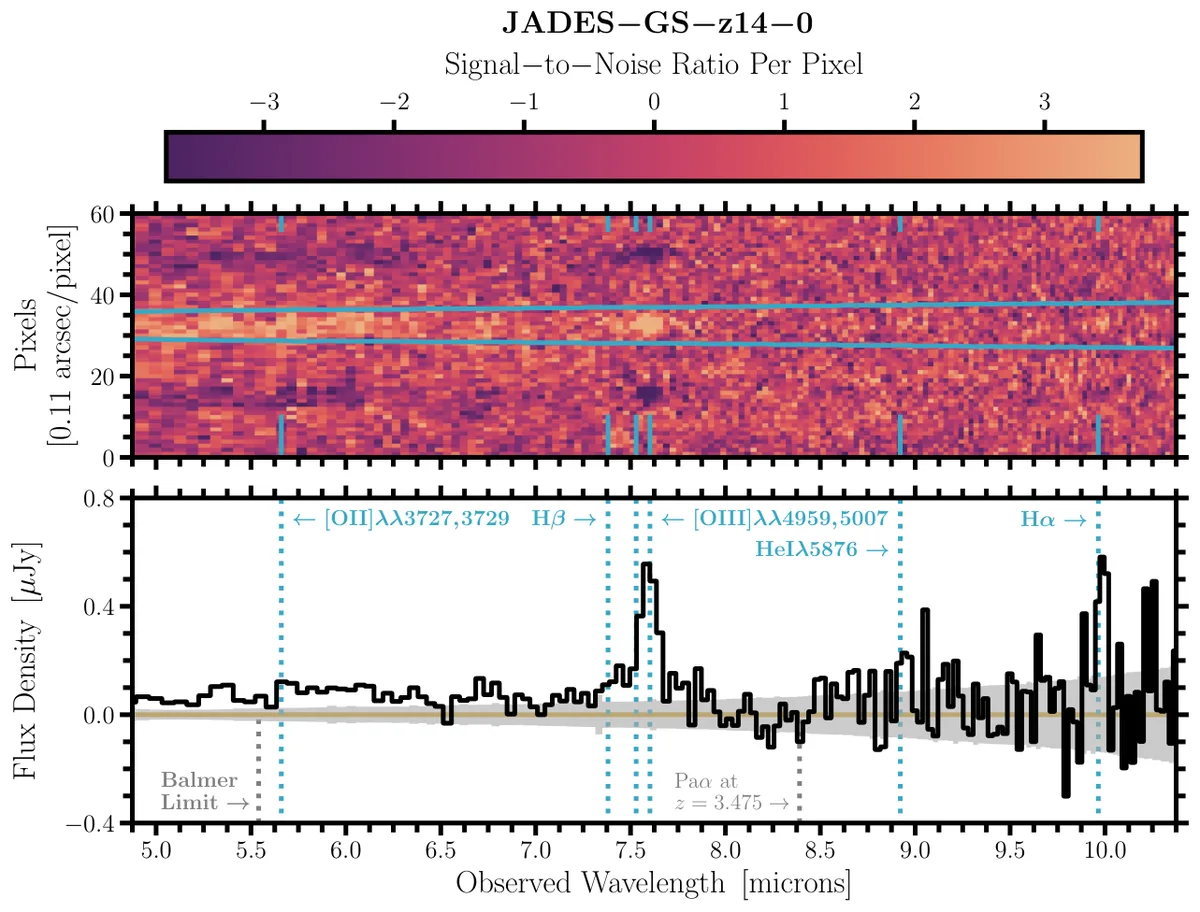 JADES−GS−z14−0
Signal−to−Noise Ratio Per Pixel
−3 −2 −1 0 1 2 3
60
40
20
0
Pixels
[0.11 arcsec/pixel]
0.8
0.4
0.0
−0.4
Flux Density [μJy]
← [OII]λλ3727,3729 Hβ → ← [OIII]λλ4959,5007 Hα →
HeIλ5876 →
Balmer
Limit →
Paα at
z = 3.475 →
5.0 5.5 6.0 6.5 7.0 7.5 8.0 8.5 9.0 9.5 10.0
Observed Wavelength [microns]